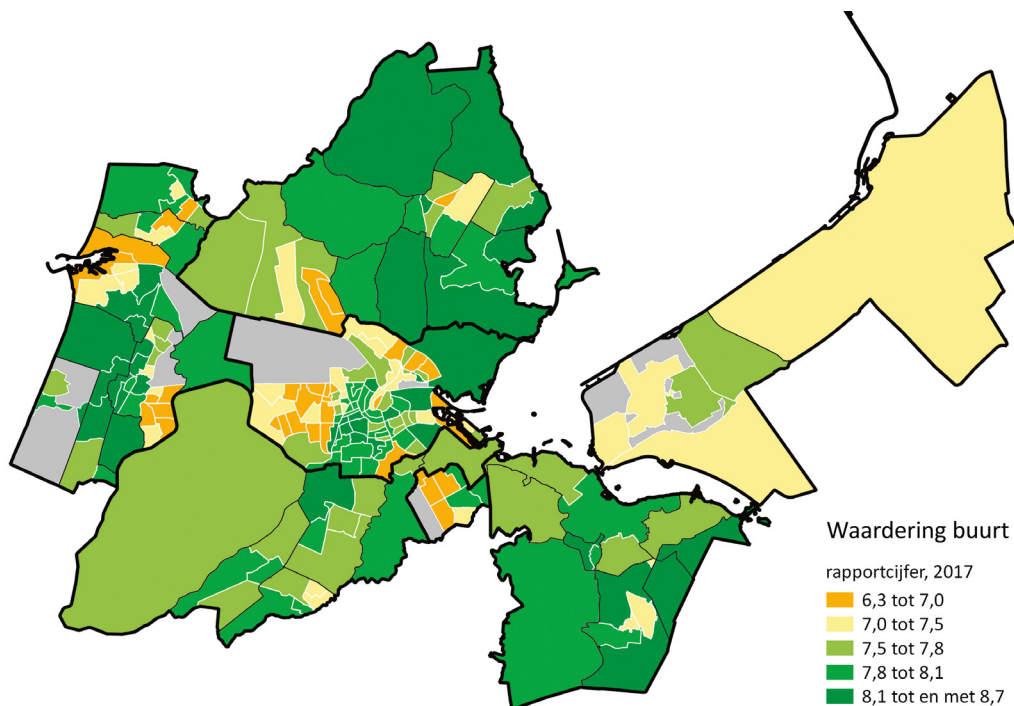 Waardering buurt
rapportcijfer, 2017
6,3 tot 7,0
7,0 tot 7,5
7,5 tot 7,8
7,8 tot 8,1
8,1 tot en met 8,7